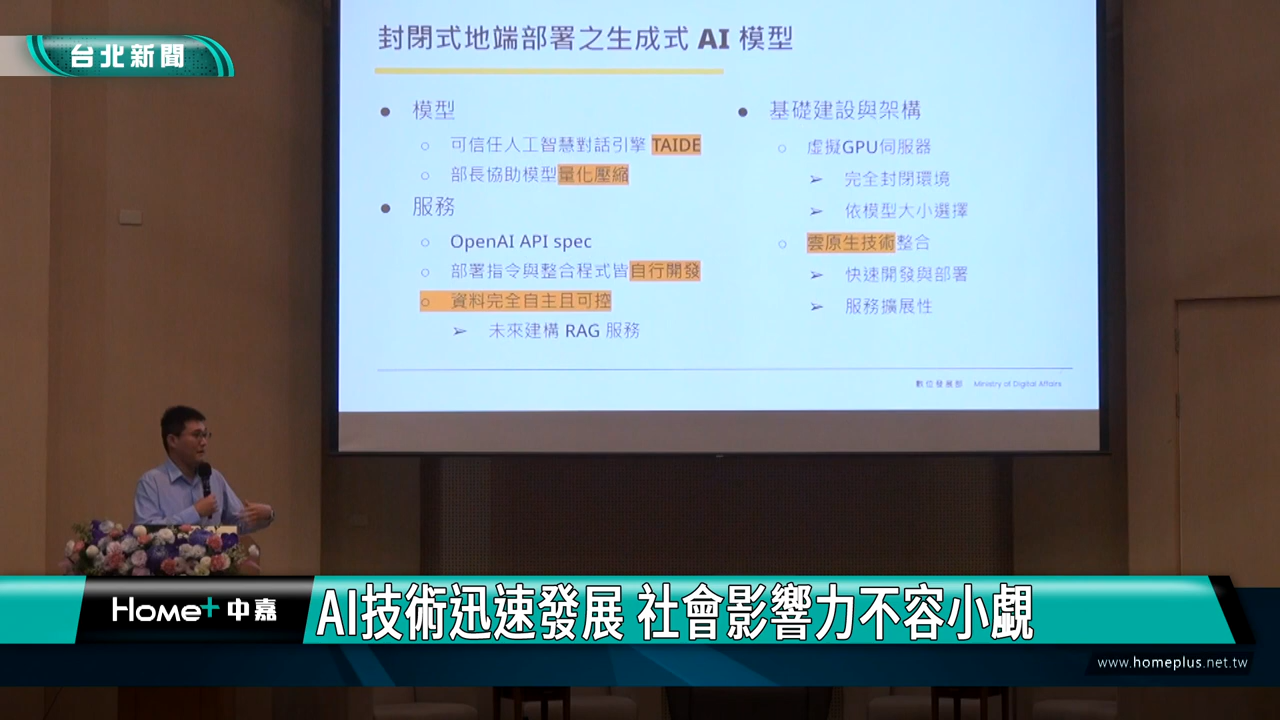 台北新聞
封閉式地端部署之生成式 AI 模型
● 模型
○ 可信任人工智慧對話引擎 TAIDE
○ 部長協助模型量化壓縮
● 服務
○ OpenAI API spec
○ 部署指令與整合程式皆自行開發
○ 資料完全自主且可控
➢ 未來建構 RAG 服務
● 基礎建設與架構
○ 虛擬GPU伺服器
➢ 完全封閉環境
➢ 依模型大小選擇
○ 雲原生技術整合
➢ 快速開發與部署
➢ 服務擴展性
數位發展部 Ministry of Digital Affairs
Home+中嘉
AI技術迅速發展 社會影響力不容小覷
www.homeplus.net.tw